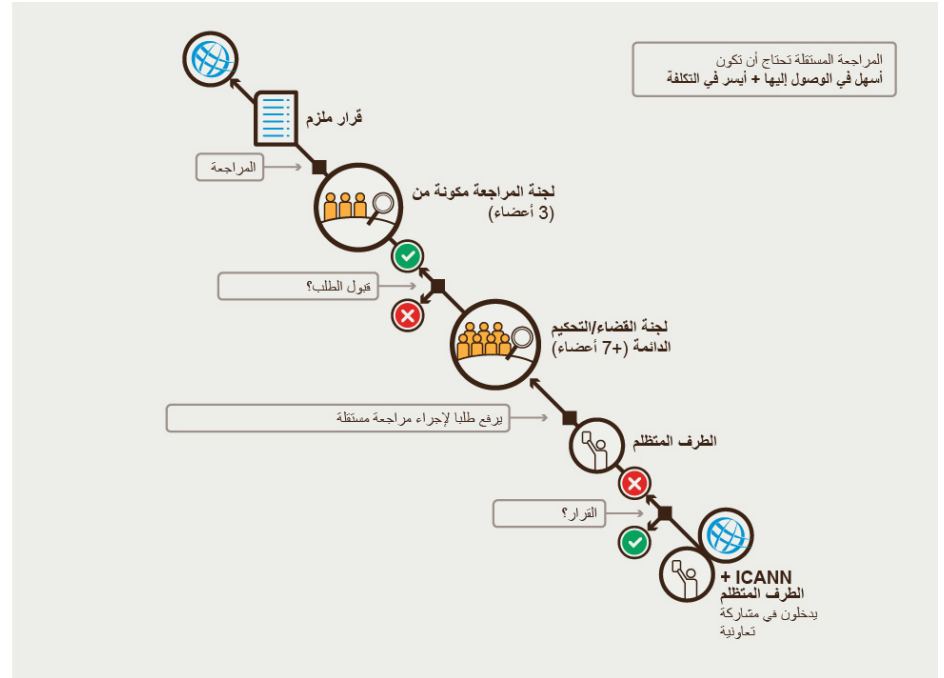 المراجعة المستقلة تحتاج أن تكون
أسهل في الوصول إليها + أيسر في التكلفة
قرار ملزم
المراجعة
لجنة المراجعة مكونة من
(3 أعضاء)
قبول الطلب؟
لجنة القضاء/التحكيم
الدائمة (+7 أعضاء)
يرفع طلبا لإجراء مراجعة مستقلة
الطرف المتظلم
القرار؟
+ ICANN
الطرف المتظلم
يدخلون في مشاركة
تعاونية